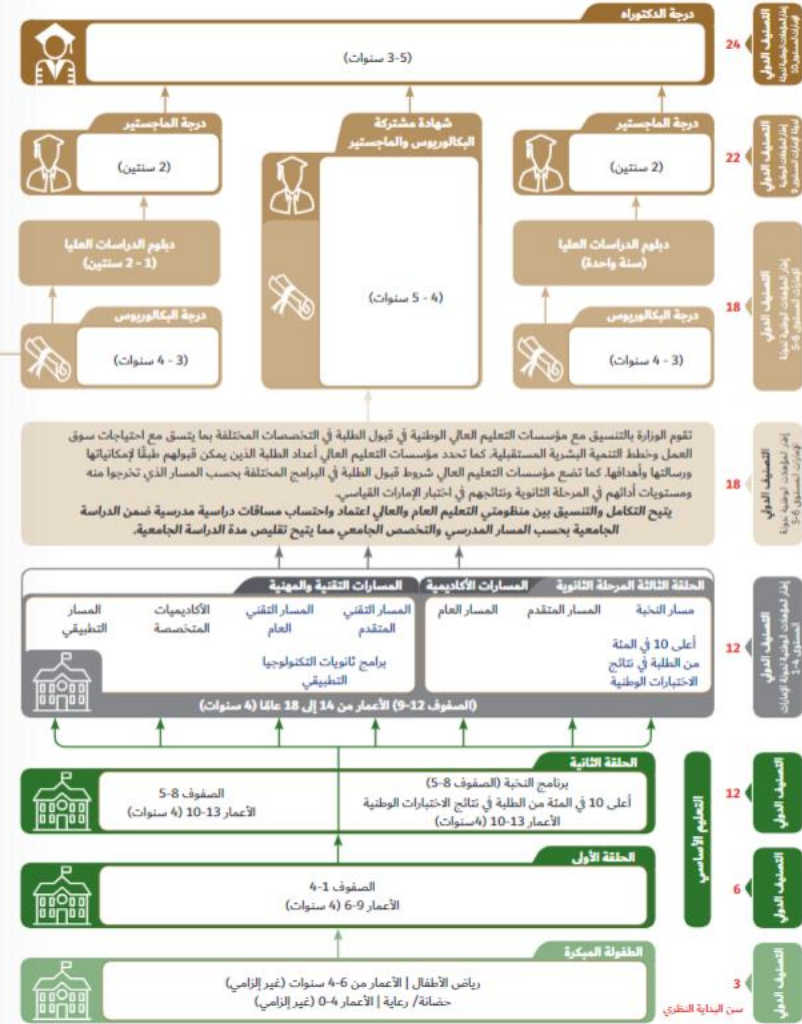 درجة الدكتوراه
(3-5 سنوات)
24
التصنيف الدولي
درجة الماجستير
(2 سنتين)
شهادة مشتركة
البكالوريوس والماجستير
(4 - 5 سنوات)
درجة الماجستير
(2 سنتين)
22
التصنيف الدولي
دبلوم الدراسات العليا
(سنة واحدة)
دبلوم الدراسات العليا
(1 - 2 سنتين)
درجة البكالوريوس
(3 - 4 سنوات)
درجة البكالوريوس
(3 - 4 سنوات)
18
التصنيف الدولي
تقوم الوزارة بالتنسيق مع مؤسسات التعليم العالي الوطنية في قبول الطلبة في التخصصات المختلفة بما يتسق مع احتياجات سوق
العمل وخطط التنمية البشرية المستقبلية. كما تحدد مؤسسات التعليم العالي أعداد الطلبة الذين يمكن قبولهم طبقًا لإمكانياتها
ورسالتها وأهدافها. كما تضع مؤسسات التعليم العالي شروط قبول الطلبة في البرامج المختلفة بحسب المسار الذي تخرجوا منه
ومستويات أدائهم في المرحلة الثانوية ونتائجهم في اختبار الإمارات القياسي.
يتيح التكامل والتنسيق بين منظومتي التعليم العام والعالي اعتماد واحتساب مساقات دراسية مدرسية ضمن الدراسة
الجامعية بحسب المسار المدرسي والتخصص الجامعي مما يتيح تقليص مدة الدراسة الجامعية.
18
التصنيف الدولي
الحلقة الثالثة المرحلة الثانوية
المسارات الأكاديمية
المسارات التقنية والمهنية
مسار النخبة
أعلى 10 في المئة
من الطلبة في نتائج
الاختبارات الوطنية
المسار المتقدم
المسار العام
المسار التقني
المتقدم
المسار التقني
العام
برامج ثانويات التكنولوجيا
التطبيقي
الأكاديميات
المتخصصة
المسار
التطبيقي
(الصفوف 12-9) الأعمار من 14 إلى 18 عامًا (4 سنوات)
12
التصنيف الدولي
التعليم الأساسي
الحلقة الثانية
برنامج النخبة (الصفوف 8-5)
أعلى 10 في المئة من الطلبة في نتائج الاختبارات الوطنية
الأعمار 13-10 (4سنوات)
الصفوف 8-5
الأعمار 13-10 (4 سنوات)
12
التصنيف الدولي
الحلقة الأولى
الصفوف 1-4
الأعمار 9-6 (4 سنوات)
6
التصنيف الدولي
الطفولة المبكرة
رياض الأطفال | الأعمار من 6-4 سنوات (غير إلزامي)
حضانة/ رعاية | الأعمار 4-0 (غير إلزامي)
3
سن البداية النظري
التصنيف الدولي